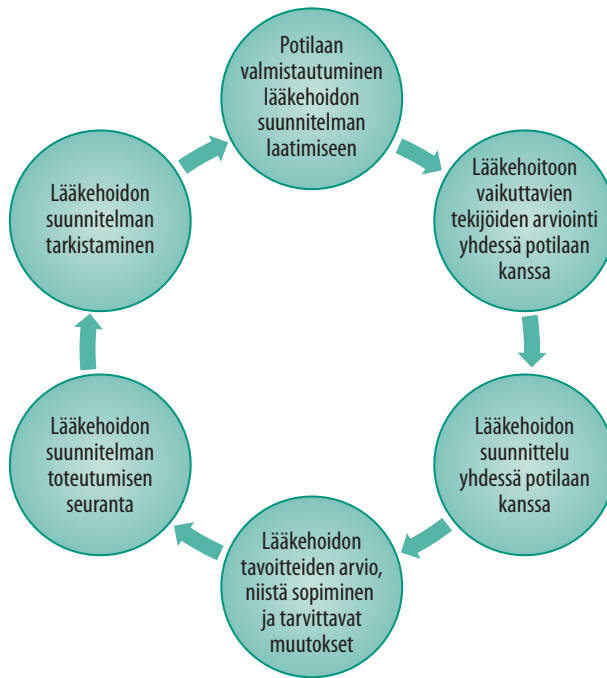 Potilaan
valmistautuminen
lääkehoidon
suunnitelman
laatimiseen
Lääkehoitoon
vaikuttavien
tekijöiden arviointi
yhdessä potilaan
kanssa
Lääkehoidon
suunnittelu
yhdessä potilaan
kanssa
Lääkehoidon
tavoitteiden arvio,
niistä sopiminen
ja tarvittavat
muutokset
Lääkehoidon
suunnitelman
toteutumisen
seuranta
Lääkehoidon
suunnitelman
tarkistaminen